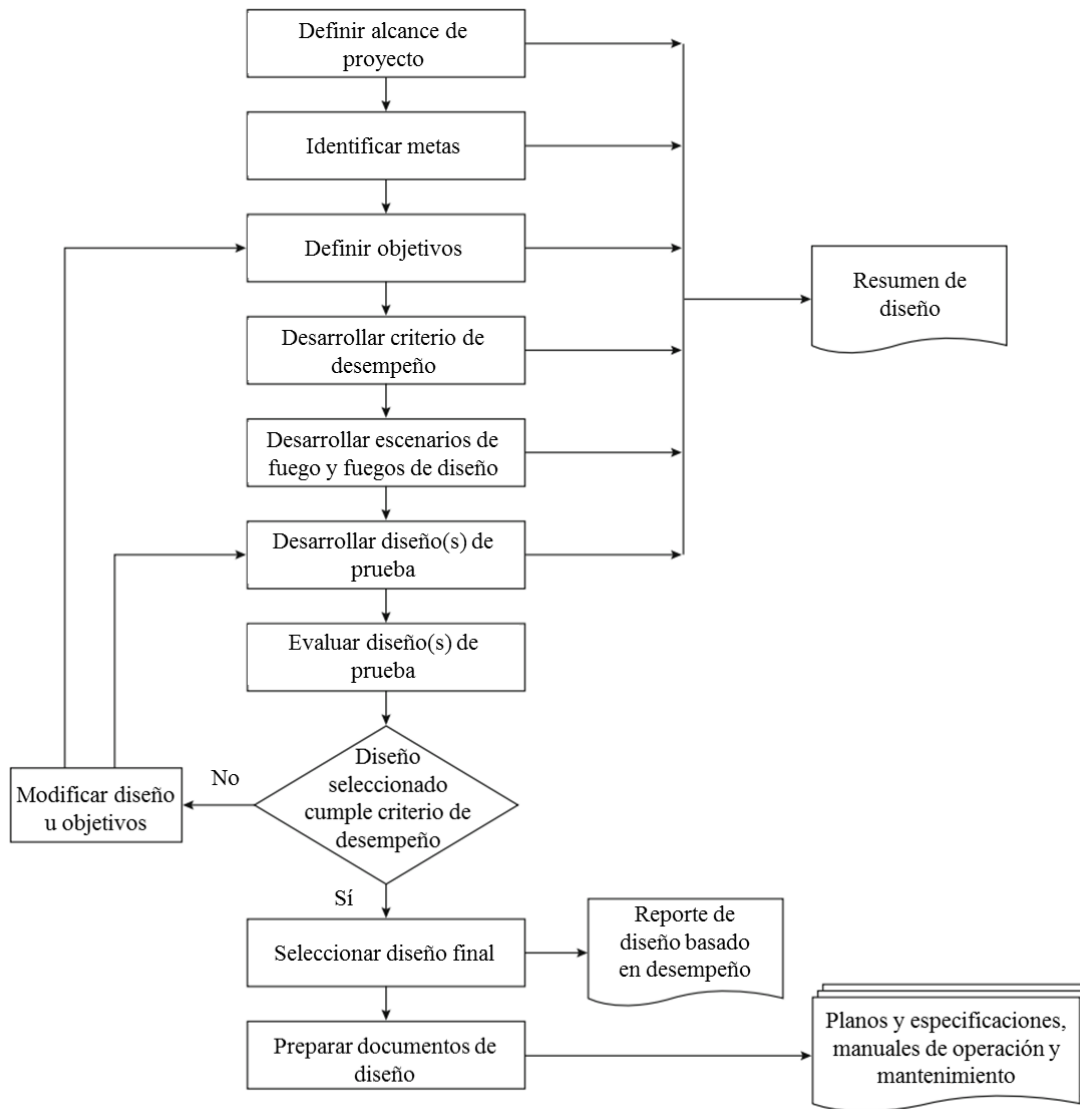 Definir alcance de
proyecto
Identificar metas
Definir objetivos
Resumen de
diseño
Desarrollar criterio de
desempeño
Desarrollar escenarios de
fuego y fuegos de diseño
Desarrollar diseño(s) de
prueba
Evaluar diseño(s) de
prueba
Diseño
seleccionado
cumple criterio de
desempeño
No
Modificar diseño
u objetivos
Sí
Seleccionar diseño final
Reporte de
diseño basado
en desempeño
Preparar documentos de
diseño
Planos y especificaciones,
manuales de operación y
mantenimiento